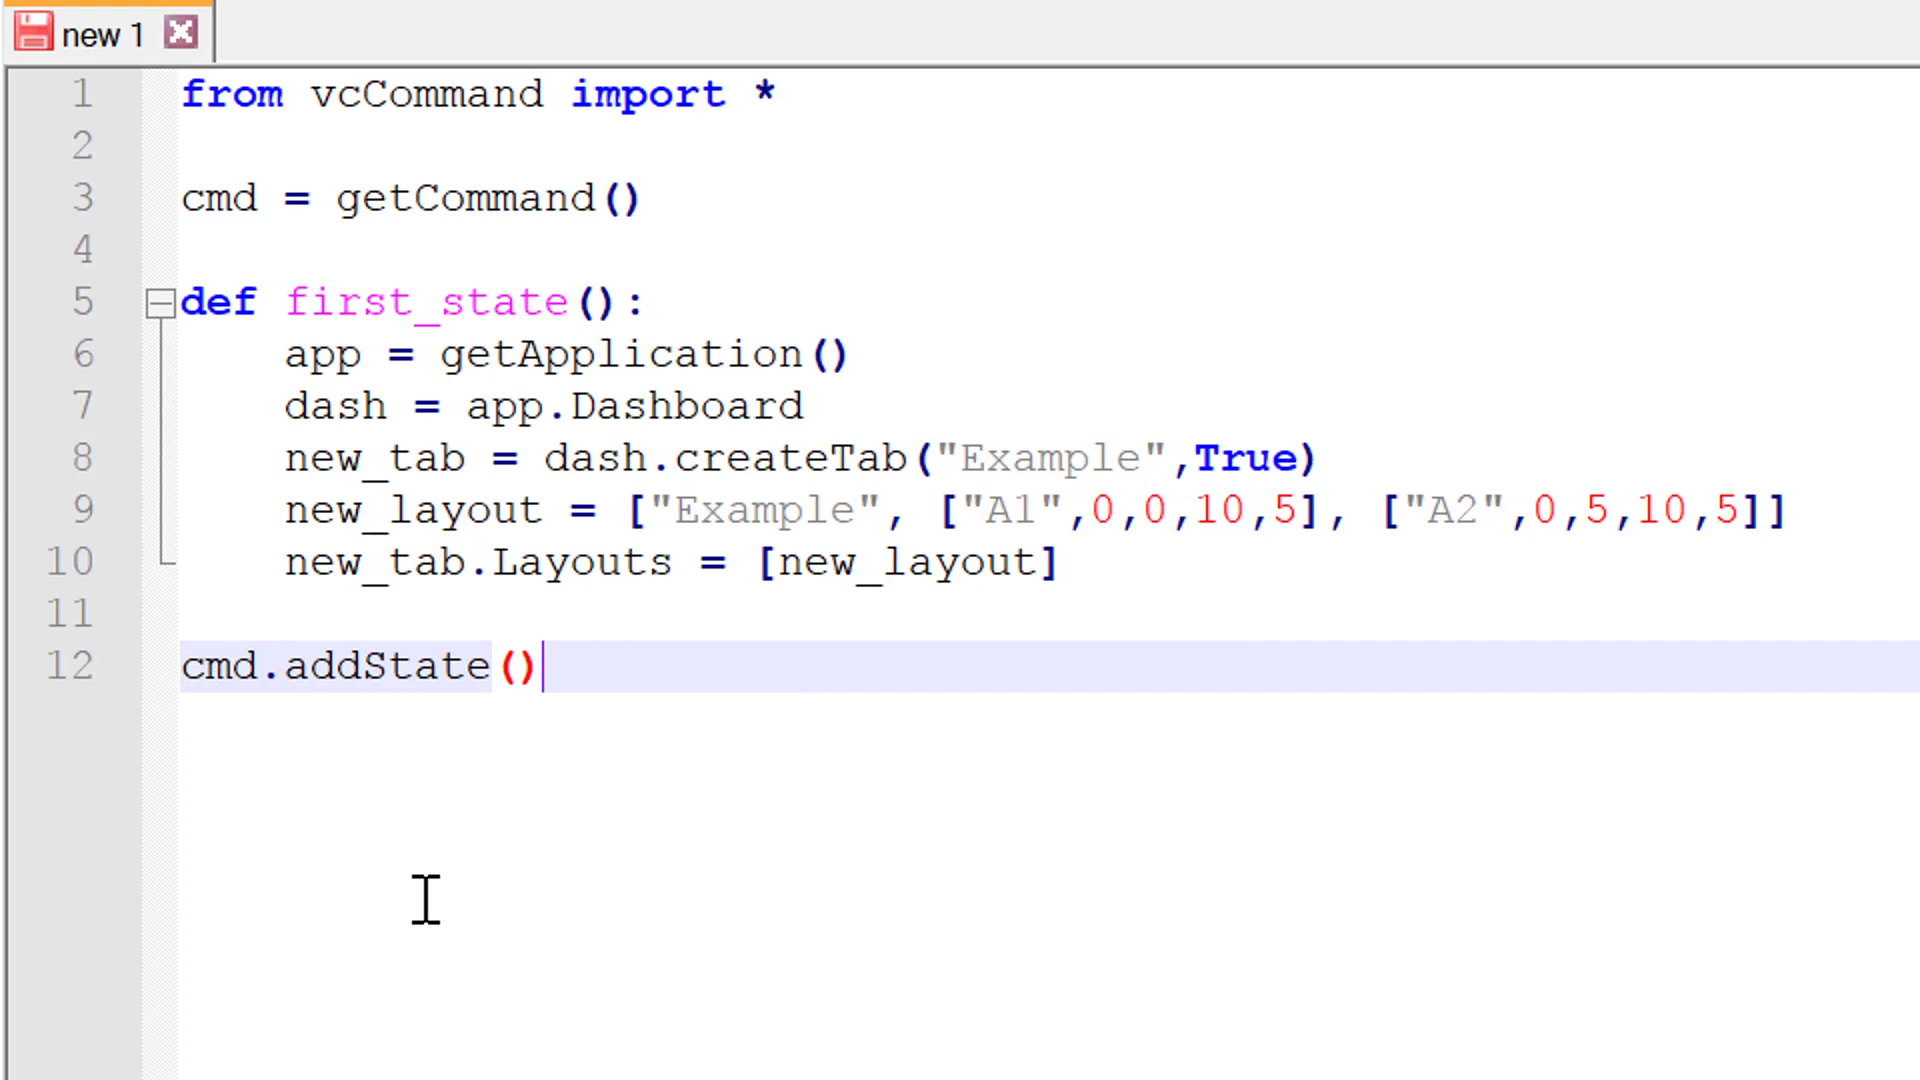 new 1
1 from vcCommand import *
2
3 cmd = getCommand()
4
5 def first_state():
6 app = getApplication()
7 dash = app.Dashboard
8 new_tab = dash.createTab("Example",True)
9 new_layout = ["Example", ["A1",0,0,10,5], ["A2",0,5,10,5]]
10 new_tab.Layouts = [new_layout]
11
12 cmd.addState()